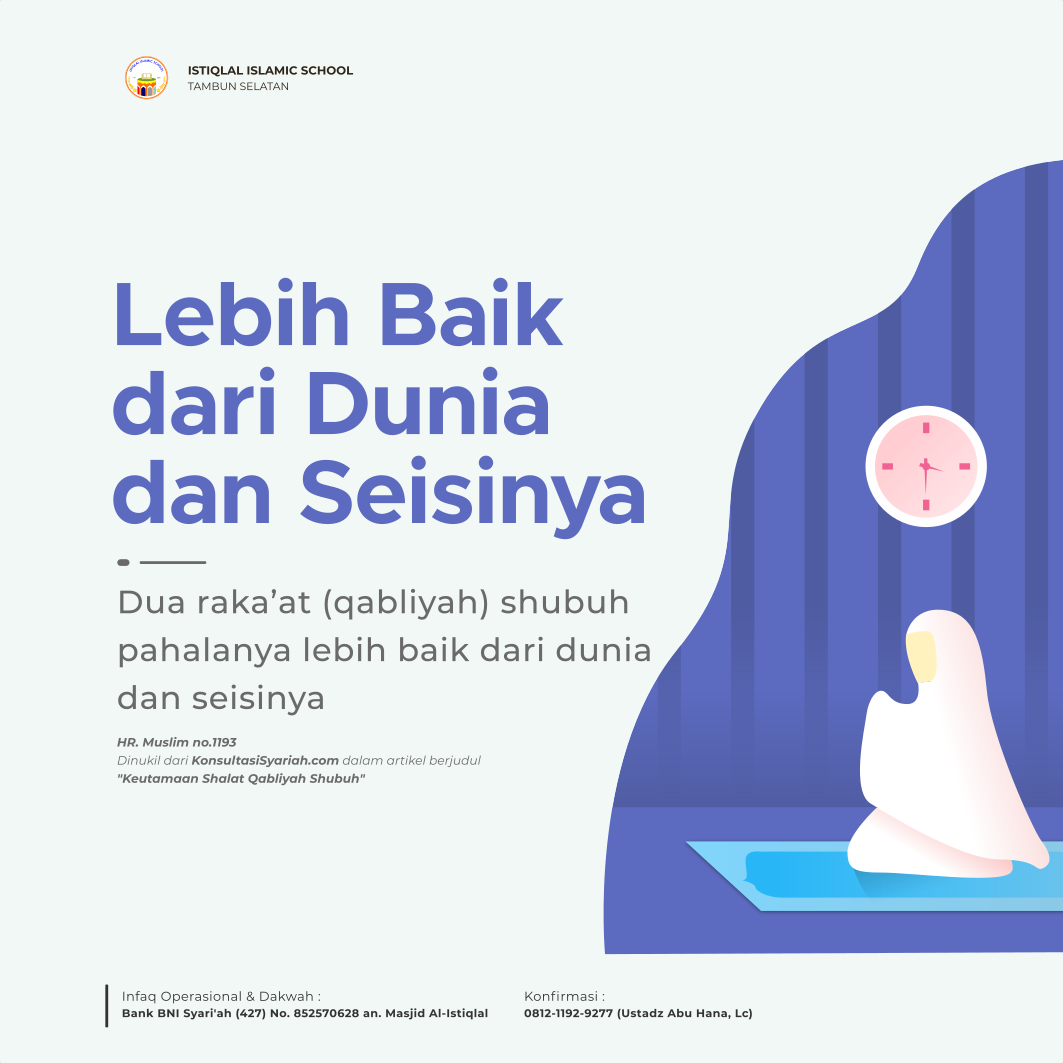 ISTIQLAL ISLAMIC SCHOOL
TAMBUN SELATAN
Lebih Baik
dari Dunia
dan Seisinya
Dua raka’at (qabliyah) shubuh
pahalanya lebih baik dari dunia
dan seisinya
HR. Muslim no.1193
Dinukil dari KonsultasiSyariah.com dalam artikel berjudul
"Keutamaan Shalat Qabliyah Shubuh"
Infaq Operasional & Dakwah :
Bank BNI Syari'ah (427) No. 852570628 an. Masjid Al-Istiqlal
Konfirmasi :
0812-1192-9277 (Ustadz Abu Hana, Lc)